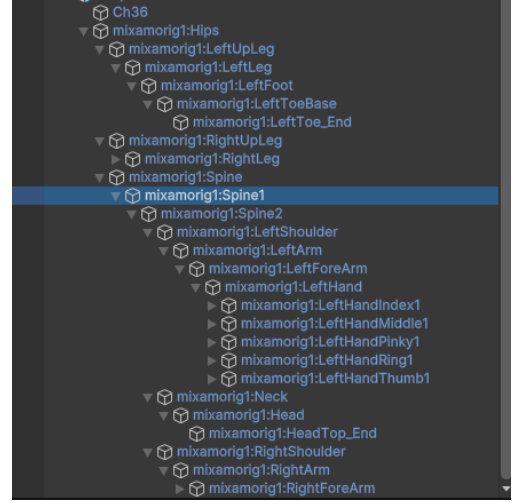 Ch36
mixamorig1:Hips
mixamorig1:LeftUpLeg
mixamorig1:LeftLeg
mixamorig1:LeftFoot
mixamorig1:LeftToeBase
mixamorig1:LeftToe_End
mixamorig1:RightUpLeg
mixamorig1:RightLeg
mixamorig1:Spine
mixamorig1:Spine1
mixamorig1:Spine2
mixamorig1:LeftShoulder
mixamorig1:LeftArm
mixamorig1:LeftForeArm
mixamorig1:LeftHand
mixamorig1:LeftHandIndex1
mixamorig1:LeftHandMiddle1
mixamorig1:LeftHandPinky1
mixamorig1:LeftHandRing1
mixamorig1:LeftHandThumb1
mixamorig1:Neck
mixamorig1:Head
mixamorig1:HeadTop_End
mixamorig1:RightShoulder
mixamorig1:RightArm
mixamorig1:RightForeArm